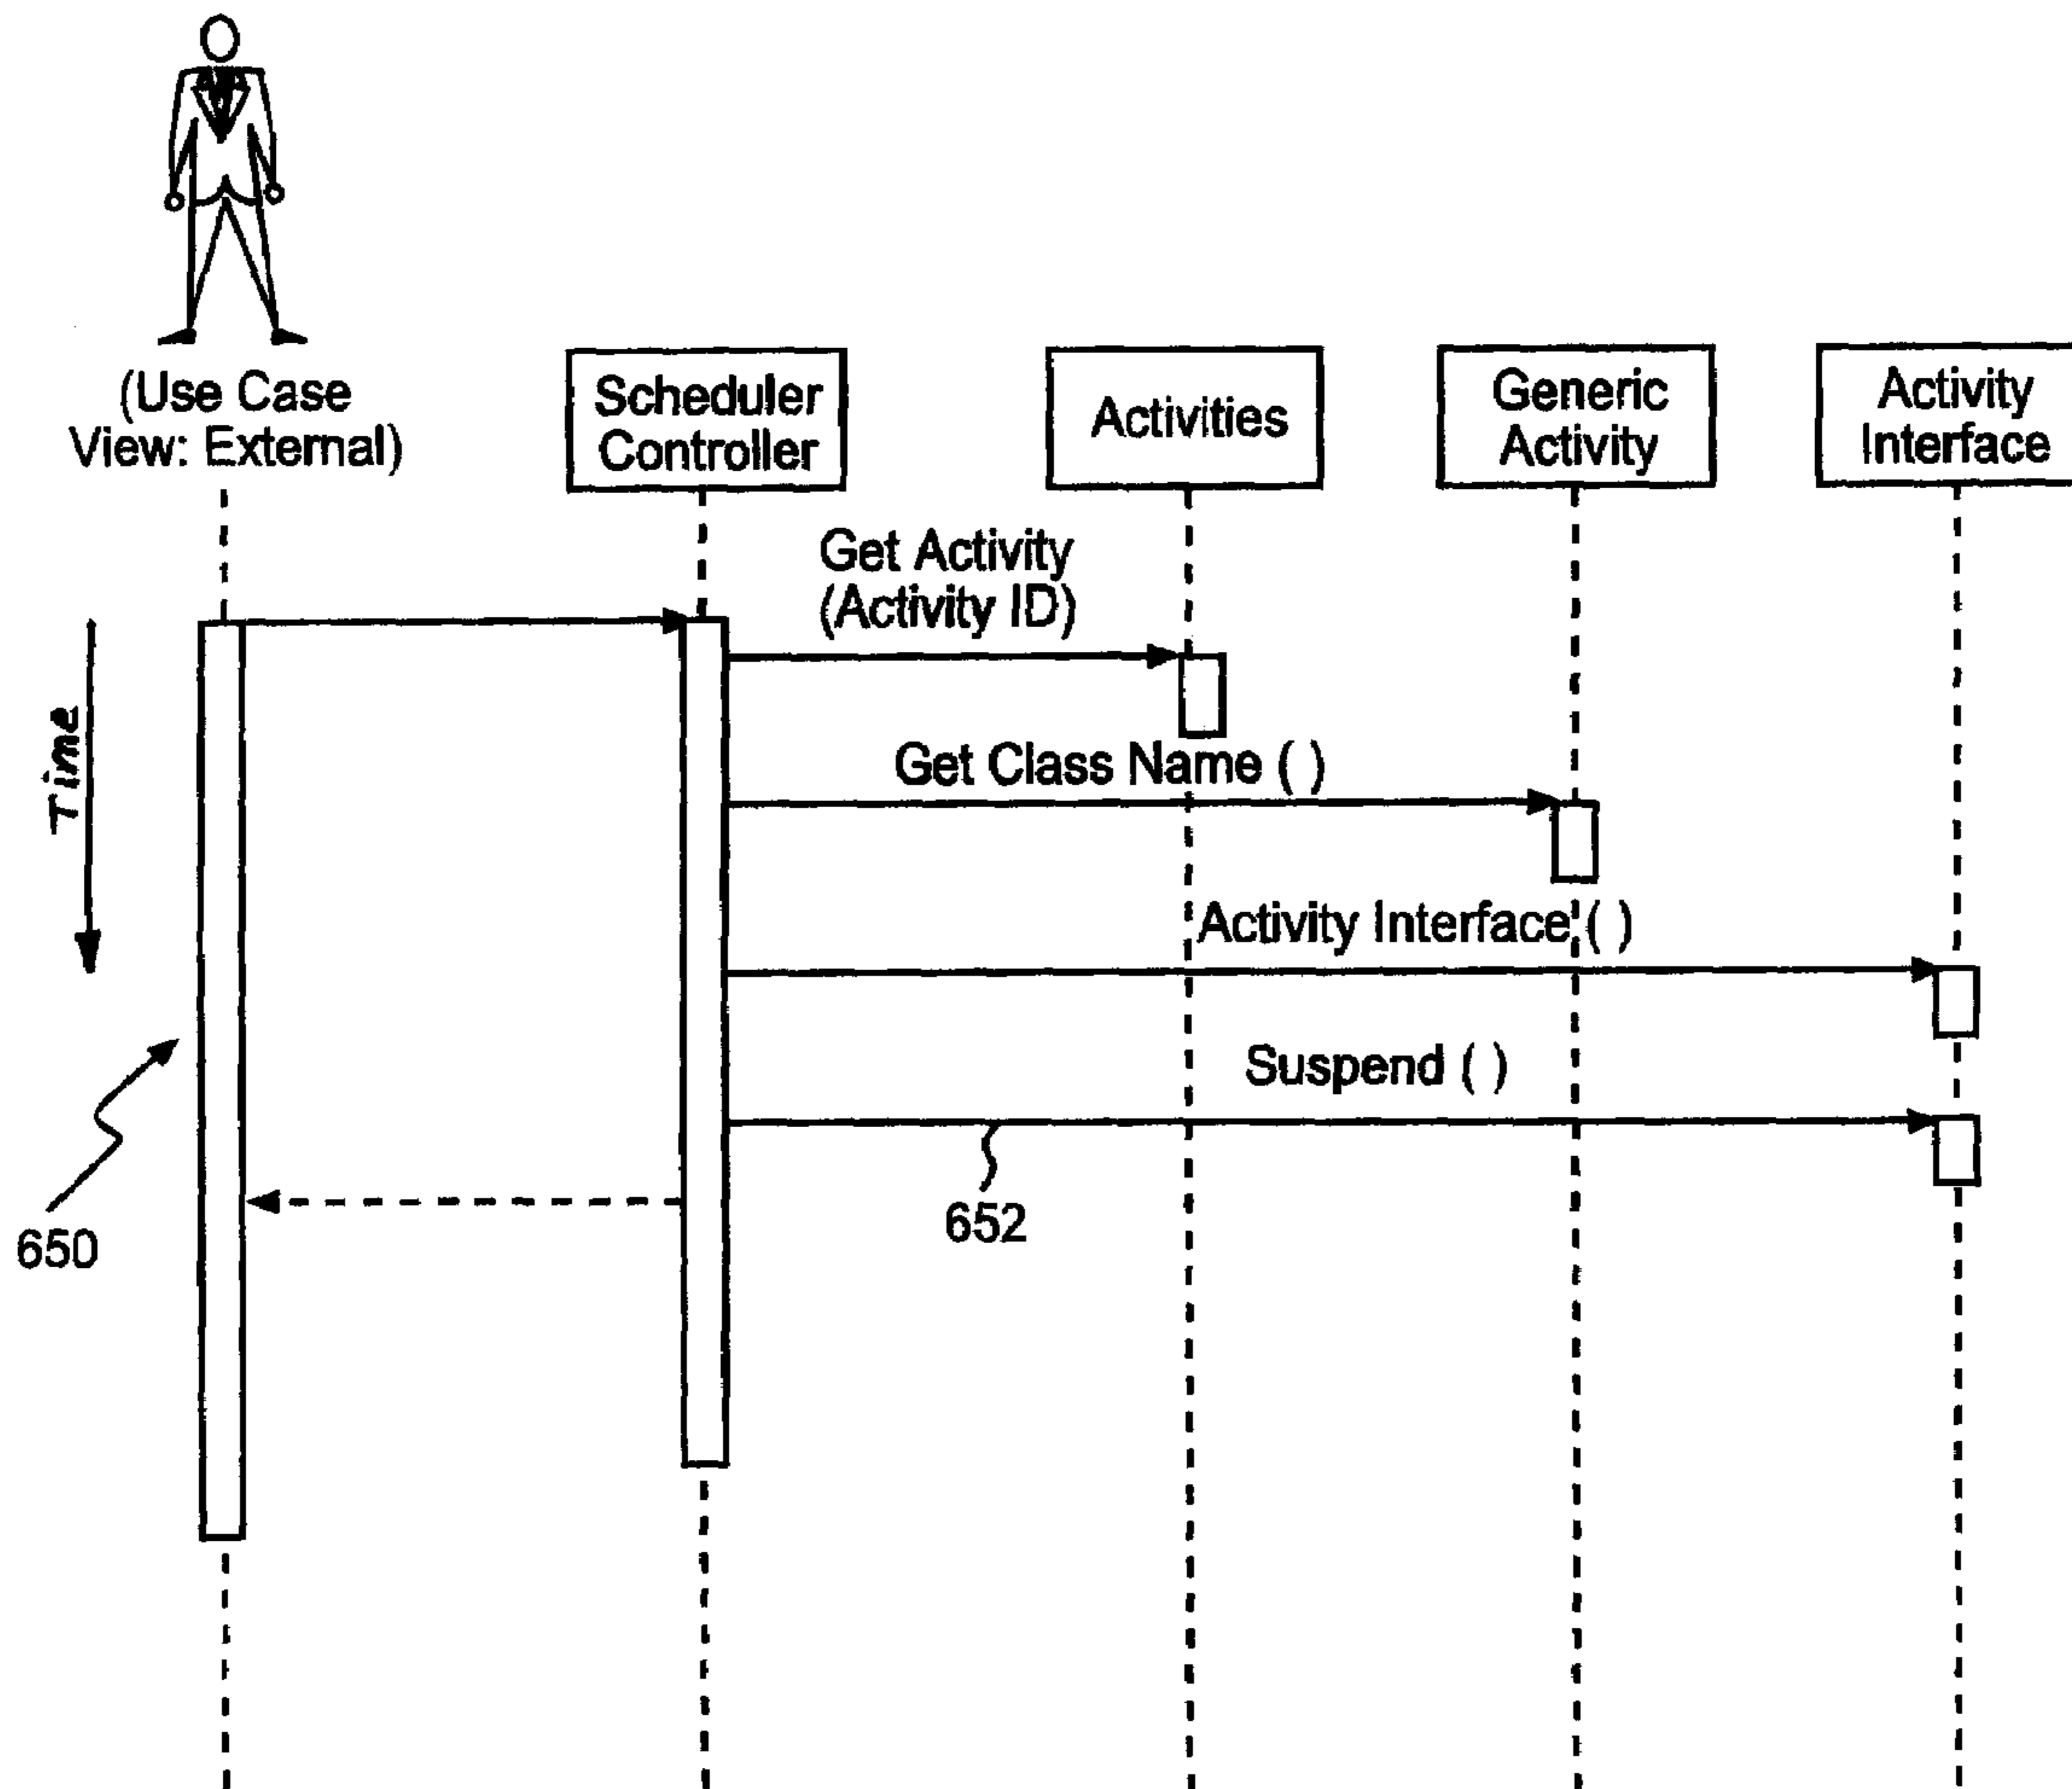 (Use Case
View: External)
Scheduler
Controller
Activities
Generic
Activity
Activity
Interface
Get Activity
(Activity ID)
Time
Get Class Name ( )
Activity Interface ( )
Suspend ( )
652
650